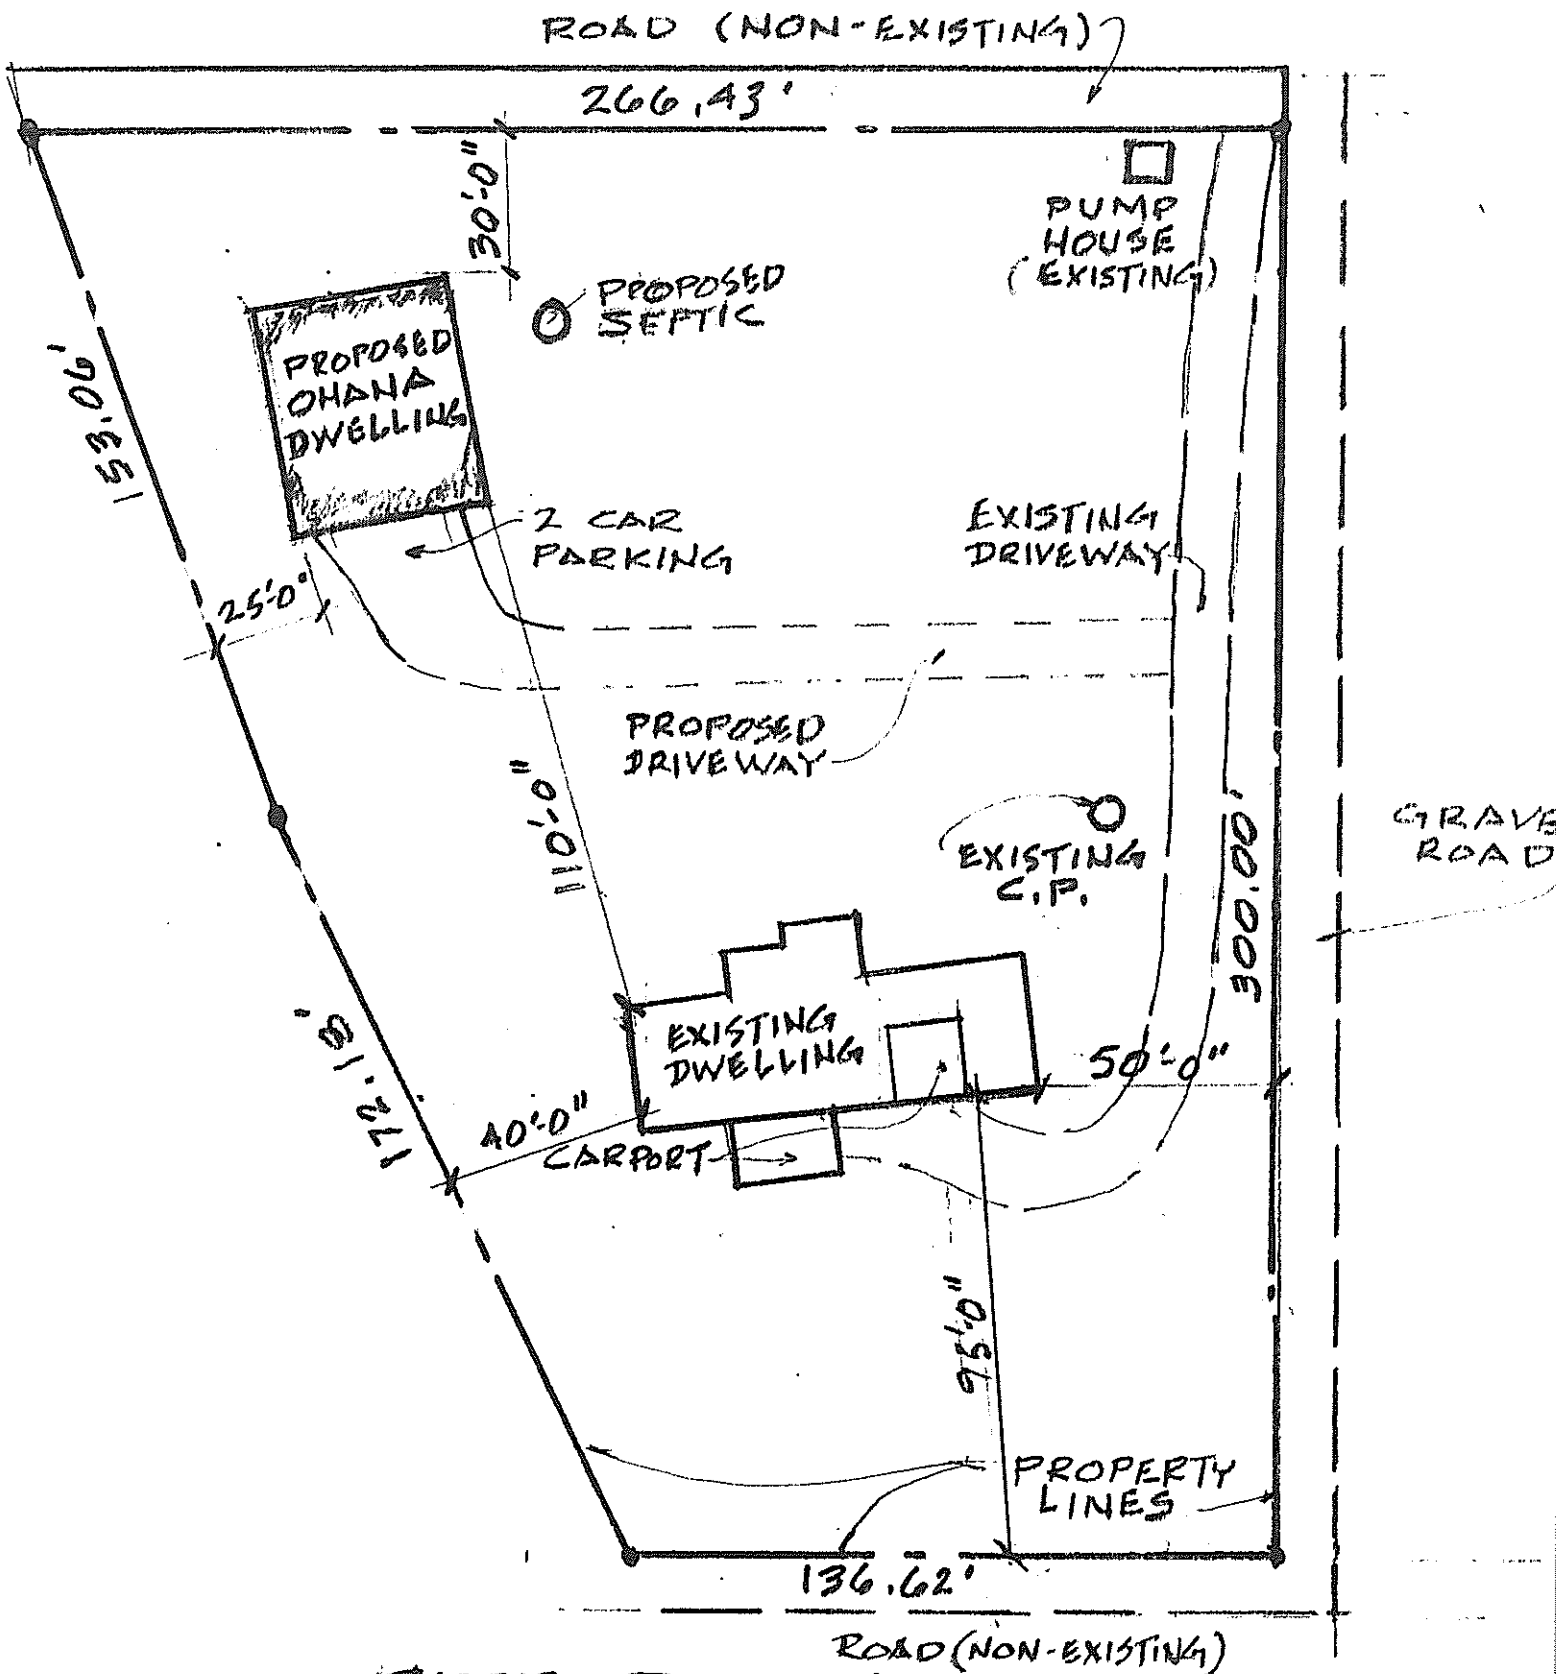 ROAD (NON-EXISTING)
266.43'
30'-0"
PUMP
HOUSE
(EXISTING)
PROPOSED
SEPTIC
PROPOSED
OHANA
DWELLING
153.06'
2 CAR
PARKING
EXISTING
DRIVEWAY
25'-0"
PROPOSED
DRIVEWAY
110'-0"
EXISTING
C.P.
300.00'
GRAVE
ROAD
EXISTING
DWELLING
50'-0"
172.13'
40'-0"
CARPORT
95'-0"
PROPERTY
LINES
136.62'
ROAD (NON-EXISTING)